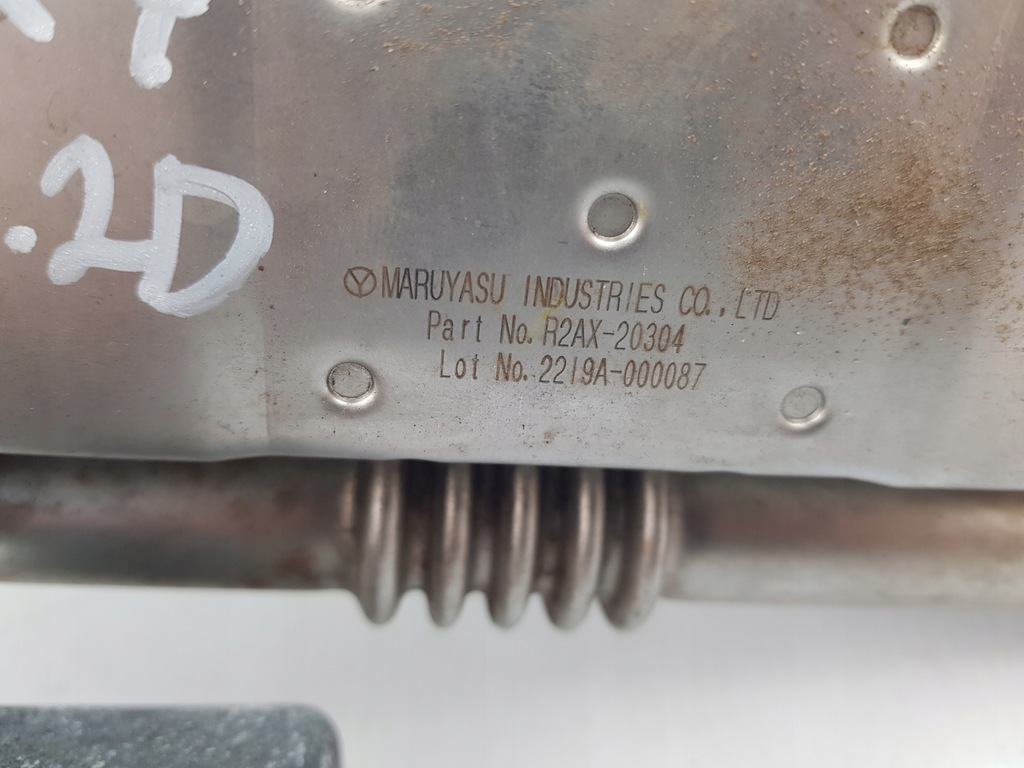 .2D
MARUYASU INDUSTRIES CO., LTD
Part No. R2AX-20304
Lot No. 2219A-000087